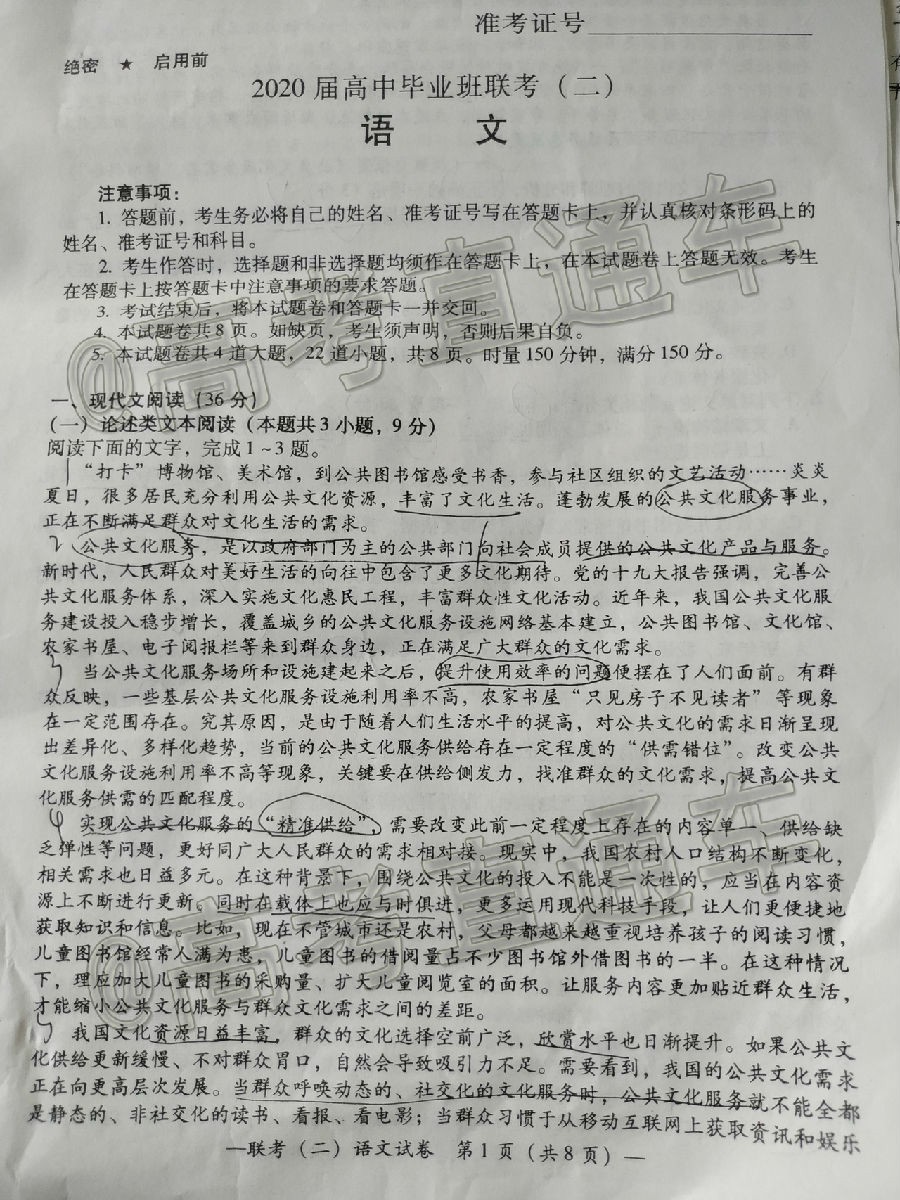 准考证号
绝密 ★ 启用前
2020 届高中毕业班联考（二）
语 文
注意事项：
1. 答题前，考生务必将自己的姓名、准考证号写在答题卡上，并认真核对条形码上的
姓名、准考证号和科目。
2. 考生作答时，选择题和非选择题均须作在答题卡上，在本试题卷上答题无效。考生
在答题卡上按答题卡中注意事项的要求答题。
3. 考试结束后，将本试题卷和答题卡一并交回。
4. 本试题卷共 8 页。如缺页，考生须声明，否则后果自负。
5. 本试题卷共 4 道大题，22 道小题，共 8 页。时量 150 分钟，满分 150 分。
@高考直通车
一、现代文阅读（36 分）
（一）论述类文本阅读（本题共 3 小题，9 分）
阅读下面的文字，完成 1～3 题。
“打卡”博物馆、美术馆，到公共图书馆感受书香，参与社区组织的文艺活动……炎炎
夏日，很多居民充分利用公共文化资源，丰富了文化生活。蓬勃发展的公共文化服务事业，
正在不断满足群众对文化生活的需求。
公共文化服务，是以政府部门为主的公共部门向社会成员提供的公共文化产品与服务。
新时代，人民群众对美好生活的向往中包含了更多文化期待。党的十九大报告强调，完善公
共文化服务体系，深入实施文化惠民工程，丰富群众性文化活动。近年来，我国公共文化服
务建设投入稳步增长，覆盖城乡的公共文化服务设施网络基本建立，公共图书馆、文化馆、
农家书屋、电子阅报栏等来到群众身边，正在满足广大群众的文化需求。
当公共文化服务场所和设施建起来之后，提升使用效率的问题便摆在了人们面前。有群
众反映，一些基层公共文化服务设施利用率不高，农家书屋“只见房子不见读者”等现象
在一定范围存在。究其原因，是由于随着人们生活水平的提高，对公共文化的需求日渐呈现
出差异化、多样化趋势，当前的公共文化服务供给存在一定程度的“供需错位”。改变公共
文化服务设施利用率不高等现象，关键要在供给侧发力，找准群众的文化需求，提高公共文
化服务供需的匹配程度。
实现公共文化服务的“精准供给”，需要改变此前一定程度上存在的内容单一、供给缺
乏弹性等问题，更好同广大人民群众的需求相对接。现实中，我国农村人口结构不断变化，
相关需求也日益多元。在这种背景下，围绕公共文化的投入不能是一次性的，应当在内容资
源上不断进行更新。同时在载体上也应与时俱进，更多运用现代科技手段，让人们更便捷地
获取知识和信息。比如，现在不管城市还是农村，父母都越来越重视培养孩子的阅读习惯，
儿童图书馆经常人满为患，儿童图书的借阅量占不少图书馆外借图书的一半。在这种情况
下，理应加大儿童图书的采购量、扩大儿童阅览室的面积。让服务内容更加贴近群众生活，
才能缩小公共文化服务与群众文化需求之间的差距。
@高考直通车
我国文化资源日益丰富，群众的文化选择空前广泛，欣赏水平也日渐提升。如果公共文
化供给更新缓慢、不对群众胃口，自然会导致吸引力不足。需要看到，我国的公共文化需求
正在向更高层次发展。当群众呼唤动态的、社交化的文化服务时，公共文化服务就不能全都
是静态的、非社交化的读书、看报、看电影；当群众习惯于从移动互联网上获取资讯和娱乐
—联考（二）语文试卷 第 1 页（共 8 页）—